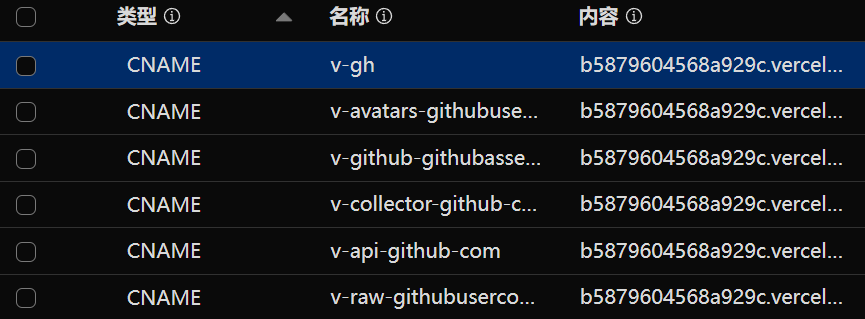 类型 名称 内容
CNAME v-gh b5879604568a929c.vercel...
CNAME v-avatars-githubuse... b5879604568a929c.vercel...
CNAME v-github-githubasse... b5879604568a929c.vercel...
CNAME v-collector-github-c... b5879604568a929c.vercel...
CNAME v-api-github-com b5879604568a929c.vercel...
CNAME v-raw-githubuserco... b5879604568a929c.vercel...